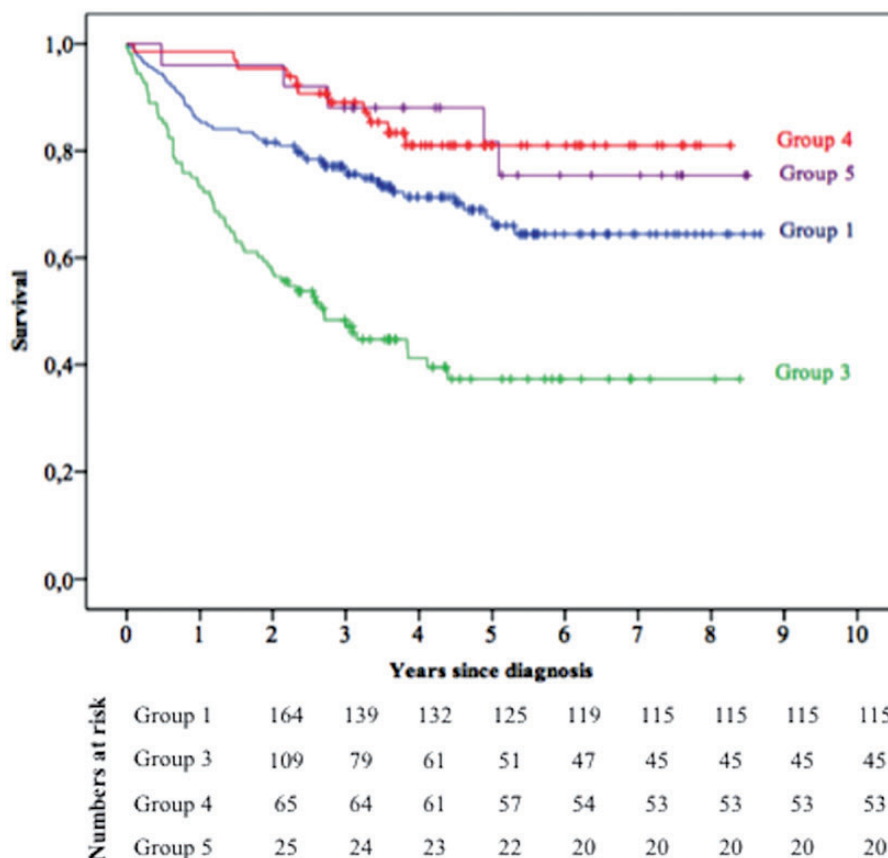 1,0
0,8
0,6
0,4
0,2
0,0
Survival
Group 4
Group 5
Group 1
Group 3
0 1 2 3 4 5 6 7 8 9 10
Years since diagnosis
Numbers at risk
Group 1 164 139 132 125 119 115 115 115 115
Group 3 109 79 61 51 47 45 45 45 45
Group 4 65 64 61 57 54 53 53 53 53
Group 5 25 24 23 22 20 20 20 20 20